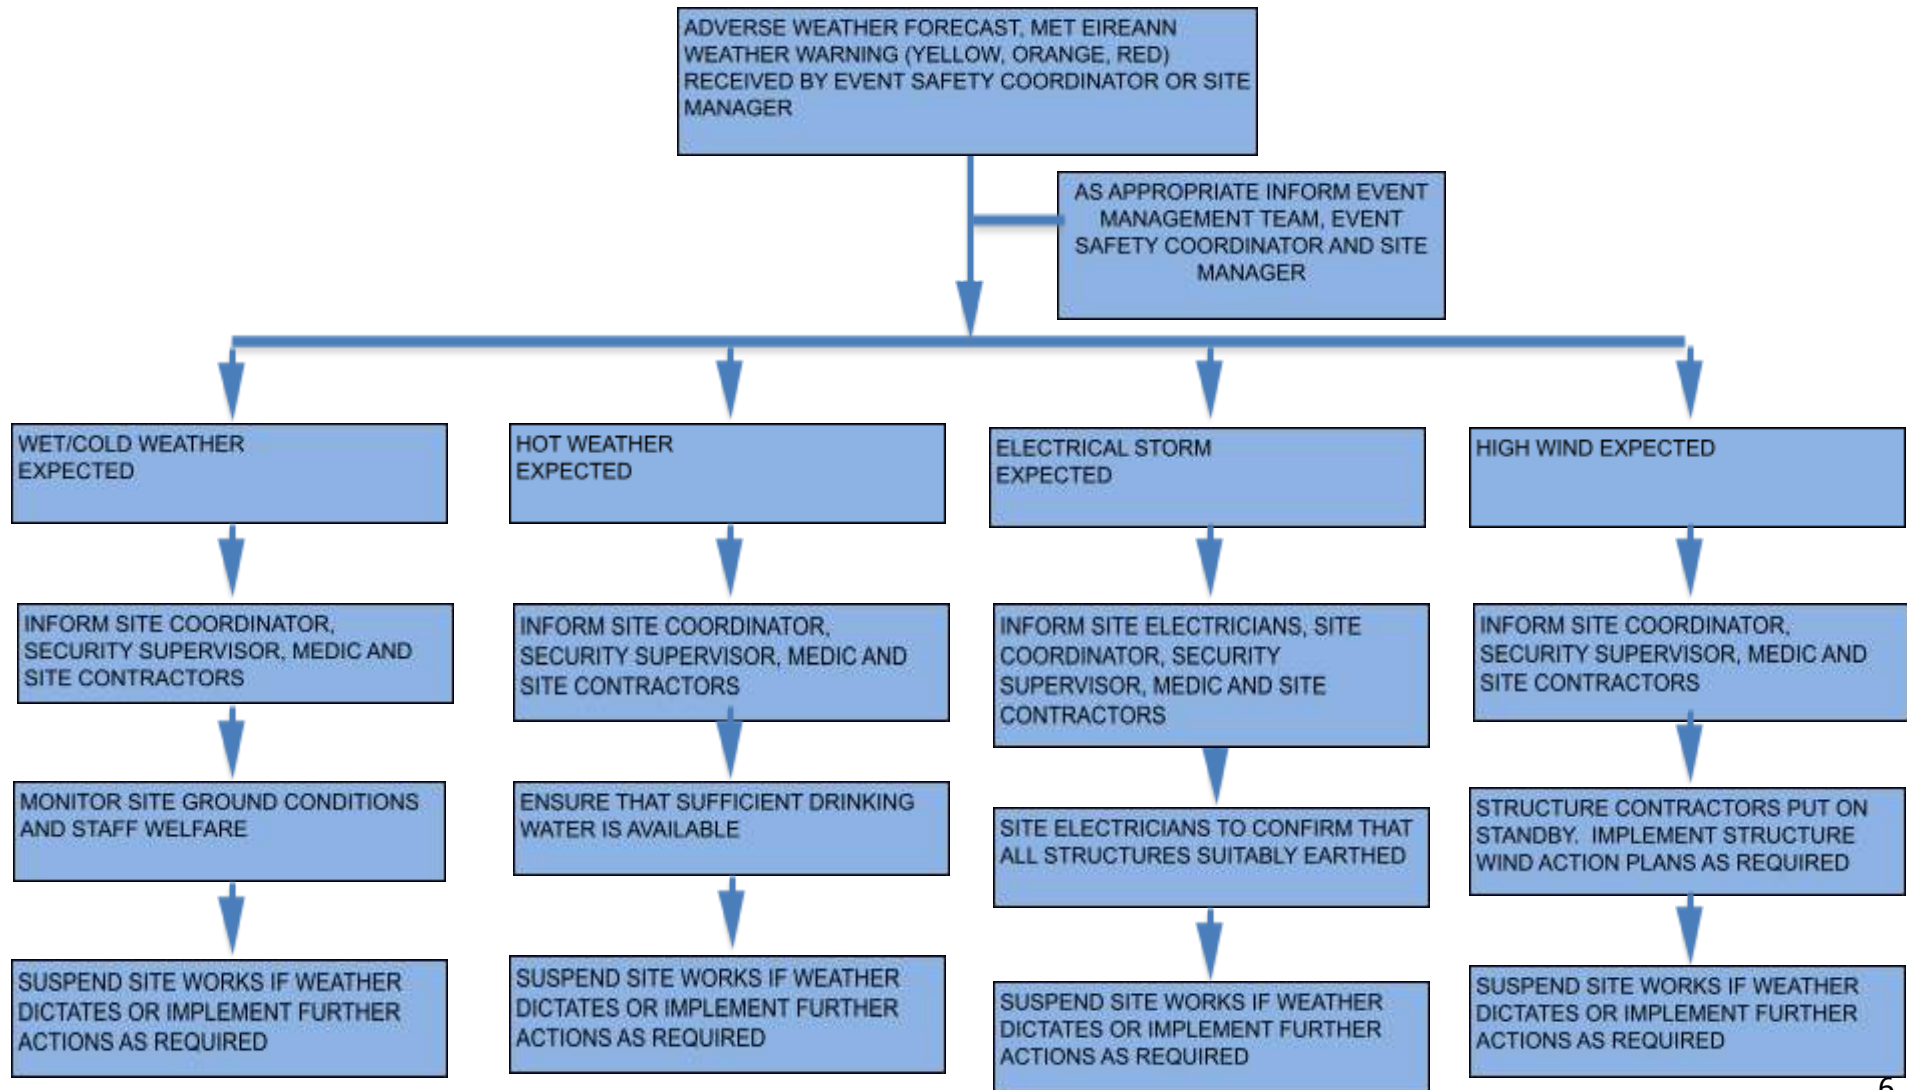 ADVERSE WEATHER FORECAST, MET EIREANN
WEATHER WARNING (YELLOW, ORANGE, RED)
RECEIVED BY EVENT SAFETY COORDINATOR OR SITE
MANAGER
AS APPROPRIATE INFORM EVENT
MANAGEMENT TEAM, EVENT
SAFETY COORDINATOR AND SITE
MANAGER
WET/COLD WEATHER
EXPECTED
HOT WEATHER
EXPECTED
ELECTRICAL STORM
EXPECTED
HIGH WIND EXPECTED
INFORM SITE COORDINATOR,
SECURITY SUPERVISOR, MEDIC AND
SITE CONTRACTORS
INFORM SITE COORDINATOR,
SECURITY SUPERVISOR, MEDIC AND
SITE CONTRACTORS
INFORM SITE ELECTRICIANS, SITE
COORDINATOR, SECURITY
SUPERVISOR, MEDIC AND SITE
CONTRACTORS
INFORM SITE COORDINATOR,
SECURITY SUPERVISOR, MEDIC AND
SITE CONTRACTORS
MONITOR SITE GROUND CONDITIONS
AND STAFF WELFARE
ENSURE THAT SUFFICIENT DRINKING
WATER IS AVAILABLE
SITE ELECTRICIANS TO CONFIRM THAT
ALL STRUCTURES SUITABLY EARTHED
STRUCTURE CONTRACTORS PUT ON
STANDBY. IMPLEMENT STRUCTURE
WIND ACTION PLANS AS REQUIRED
SUSPEND SITE WORKS IF WEATHER
DICTATES OR IMPLEMENT FURTHER
ACTIONS AS REQUIRED
SUSPEND SITE WORKS IF WEATHER
DICTATES OR IMPLEMENT FURTHER
ACTIONS AS REQUIRED
SUSPEND SITE WORKS IF WEATHER
DICTATES OR IMPLEMENT FURTHER
ACTIONS AS REQUIRED
SUSPEND SITE WORKS IF WEATHER
DICTATES OR IMPLEMENT FURTHER
ACTIONS AS REQUIRED
6